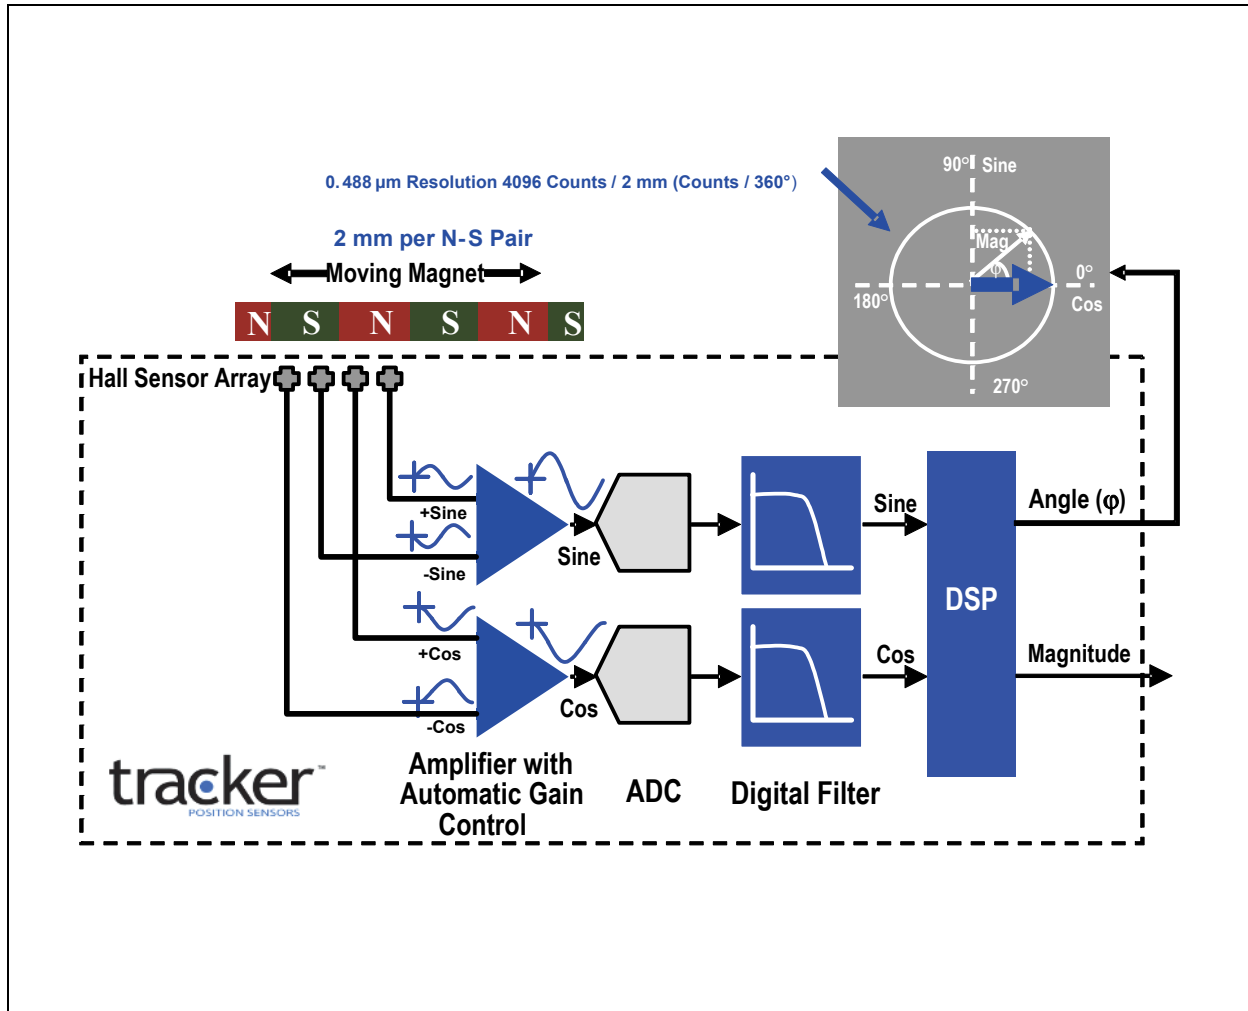 0.488 µm Resolution 4096 Counts / 2 mm (Counts / 360°)
2 mm per N-S Pair
Moving Magnet
N S N S N S
90° Sine
Mag
φ
0°
Cos
180°
270°
Hall Sensor Array
+Sine
-Sine
Sine
+Cos
-Cos
Cos
Sine
Cos
DSP
Angle (φ)
Magnitude
Amplifier with
Automatic Gain
Control
ADC
Digital Filter
tracker™
POSITION SENSORS